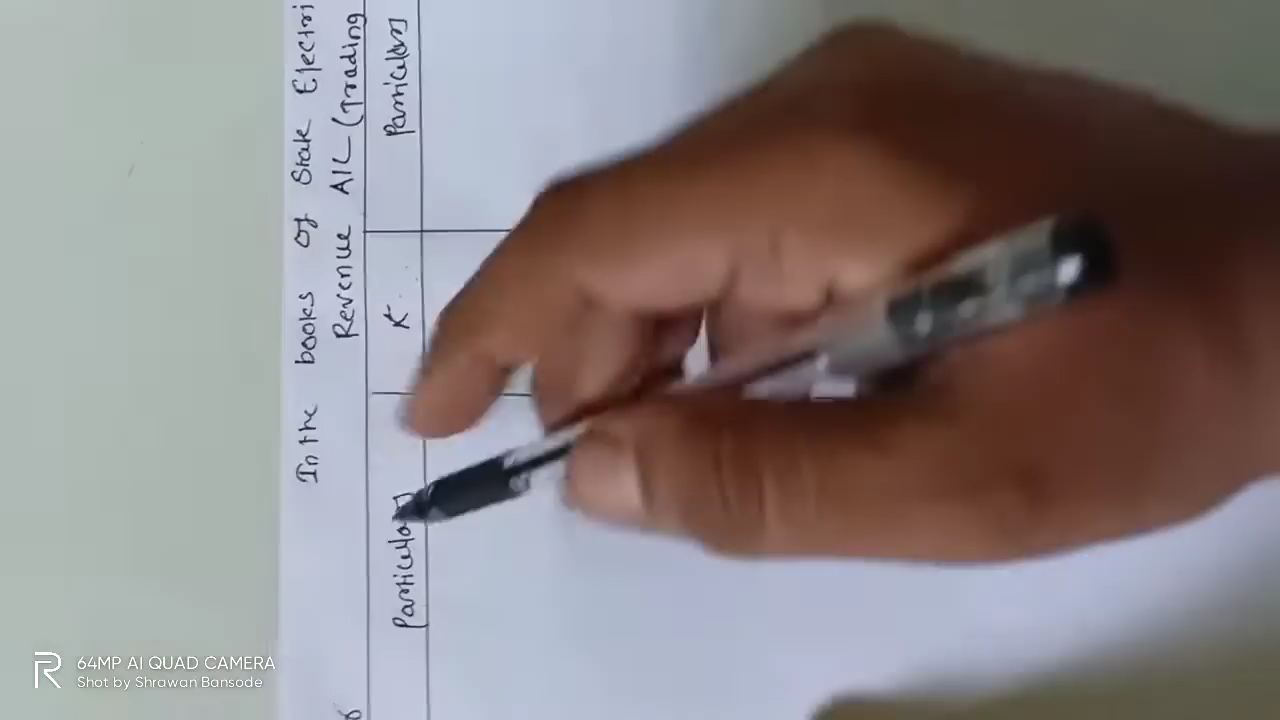 In the books of State Electri
Revenue A/C (Trading
Particulars ₹ Particulars
64MP AI QUAD CAMERA
Shot by Shrawan Bansode